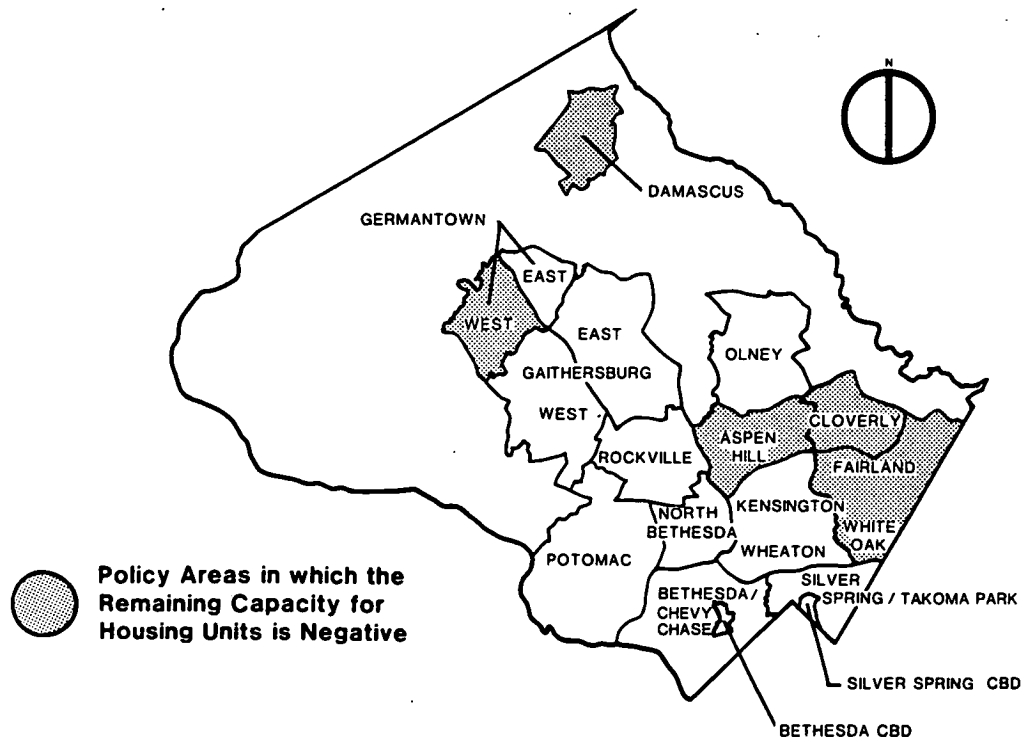 N
DAMASCUS
GERMANTOWN
EAST
WEST
EAST
GAITHERSBURG
WEST
OLNEY
CLOVERLY
ASPEN
HILL
FAIRLAND
ROCKVILLE
KENSINGTON
NORTH
BETHESDA
WHITE
OAK
WHEATON
POTOMAC
SILVER
SPRING / TAKOMA PARK
BETHESDA/
CHEVY
CHASE
Policy Areas in which the
Remaining Capacity for
Housing Units is Negative
SILVER SPRING CBD
BETHESDA CBD